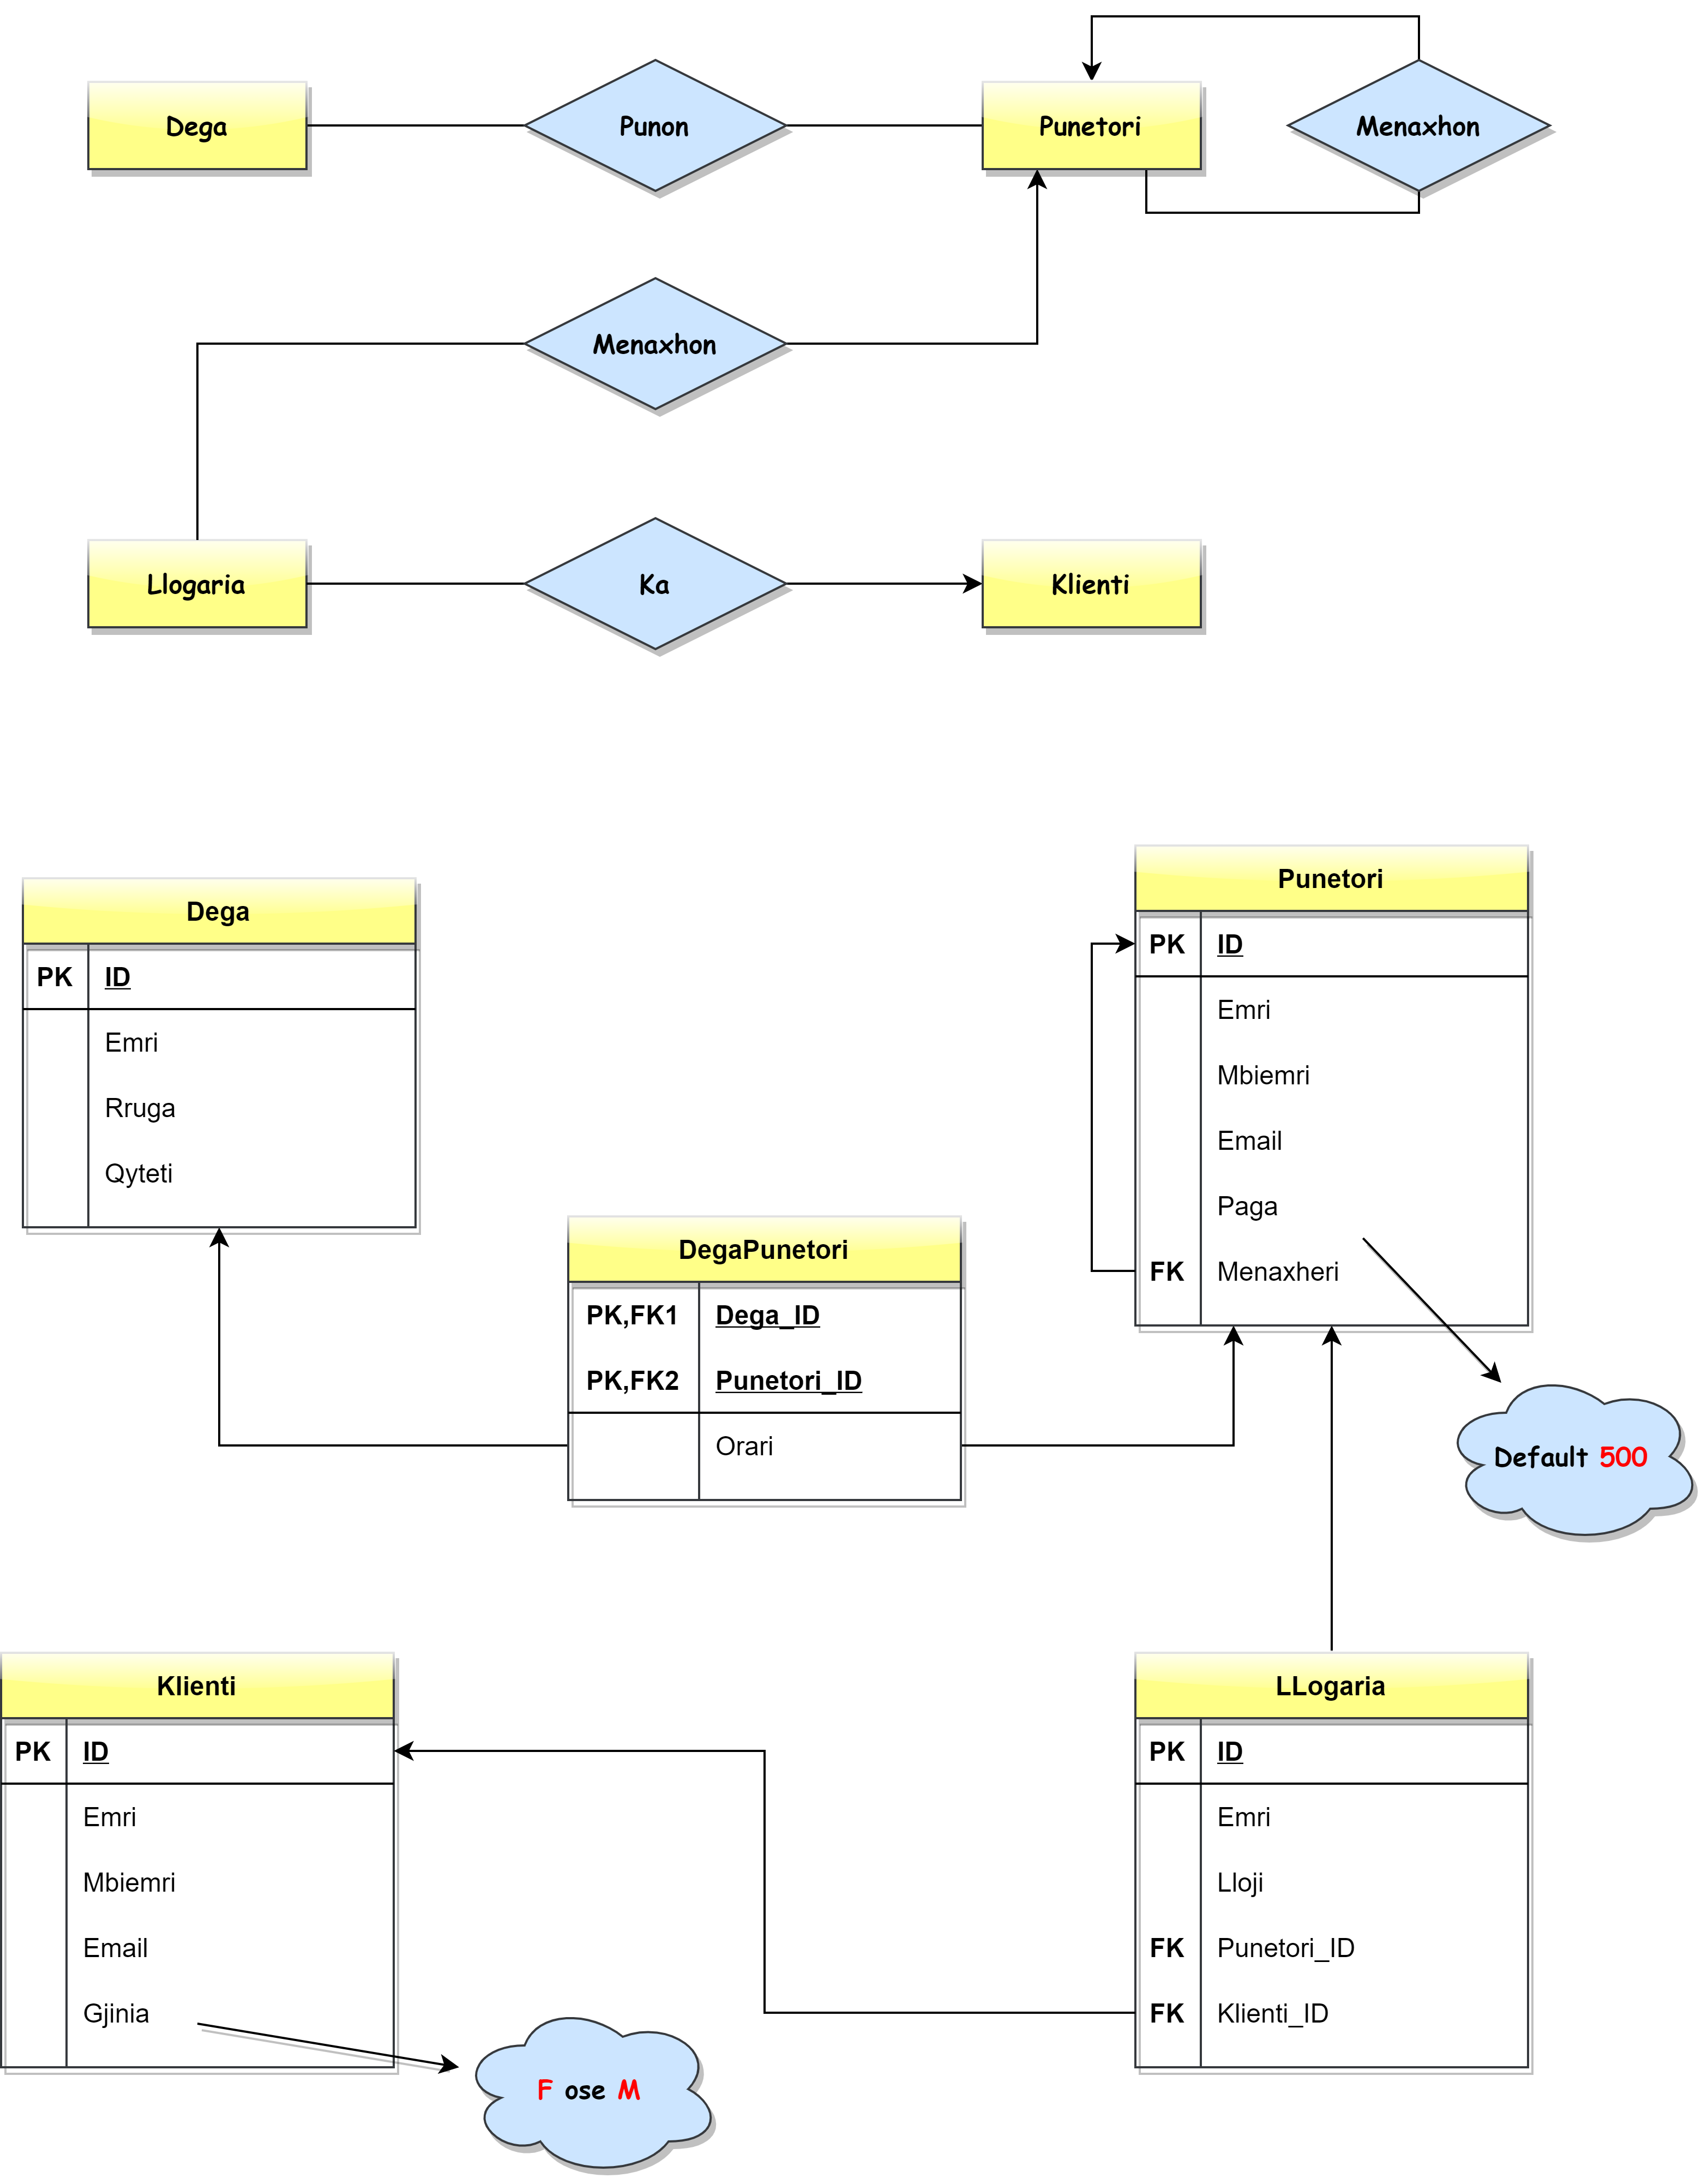 Dega
Punon
Punetori
Menaxhon
Menaxhon
Llogaria
Ka
Klienti
Dega
PK ID
Emri
Rruga
Qyteti
Punetori
PK ID
Emri
Mbiemri
Email
Paga
FK Menaxheri
DegaPunetori
PK,FK1 Dega_ID
PK,FK2 Punetori_ID
Orari
Default 500
Klienti
PK ID
Emri
Mbiemri
Email
Gjinia
F ose M
LLogaria
PK ID
Emri
Lloji
FK Punetori_ID
FK Klienti_ID